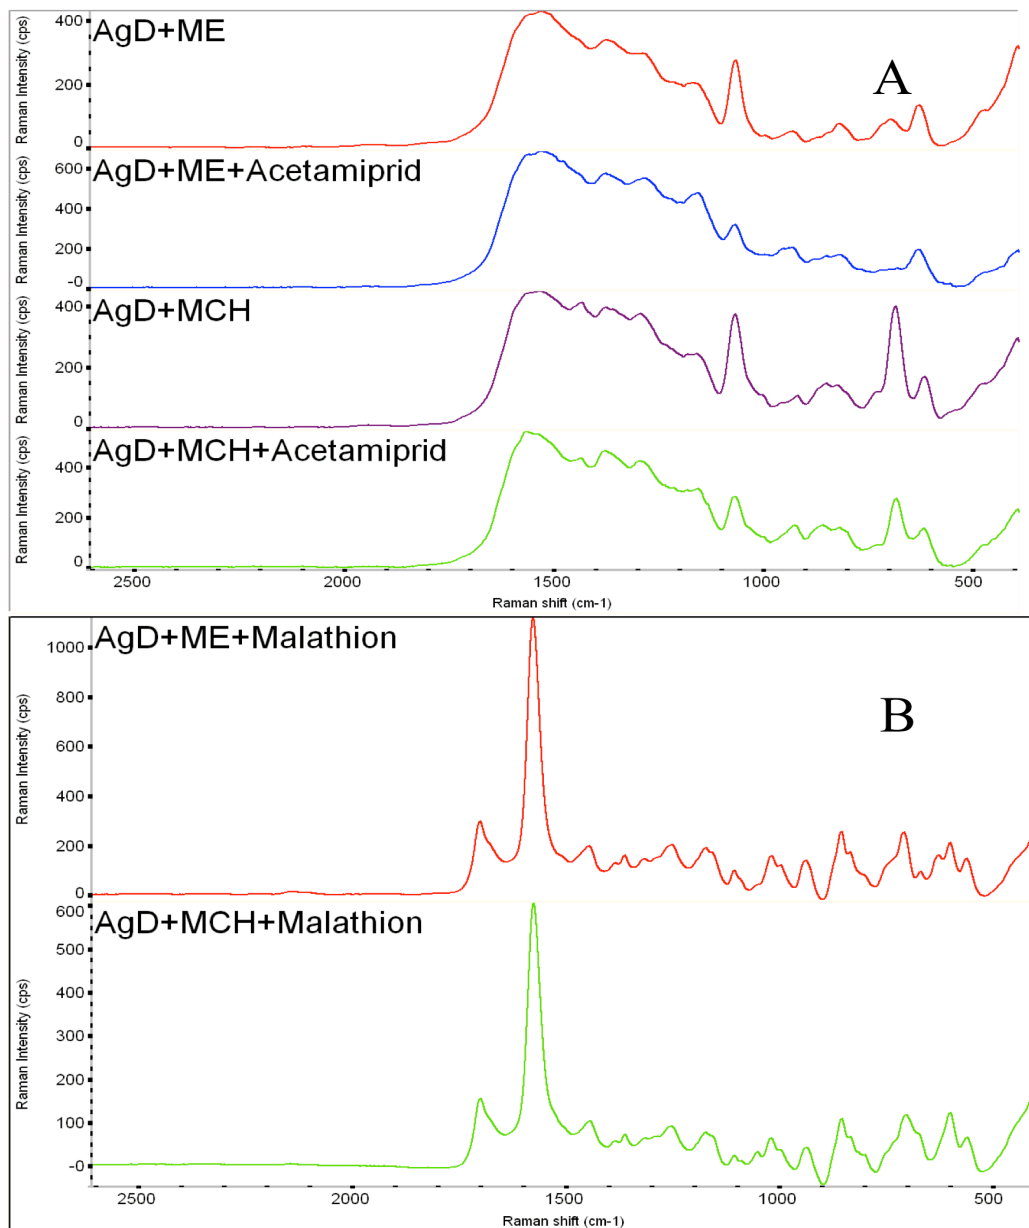 AgD+ME
A
Raman Intensity (cps)
400
200
0
AgD+ME+Acetamiprid
Raman Intensity (cps)
600
400
200
-0
AgD+MCH
Raman Intensity (cps)
400
200
0
AgD+MCH+Acetamiprid
Raman Intensity (cps)
400
200
0
2500 2000 1500 1000 500
Raman shift (cm-1)
AgD+ME+Malathion
B
Raman Intensity (cps)
1000
800
600
400
200
0
AgD+MCH+Malathion
Raman Intensity (cps)
600
500
400
300
200
100
-0
2500 2000 1500 1000 500
Raman shift (cm-1)